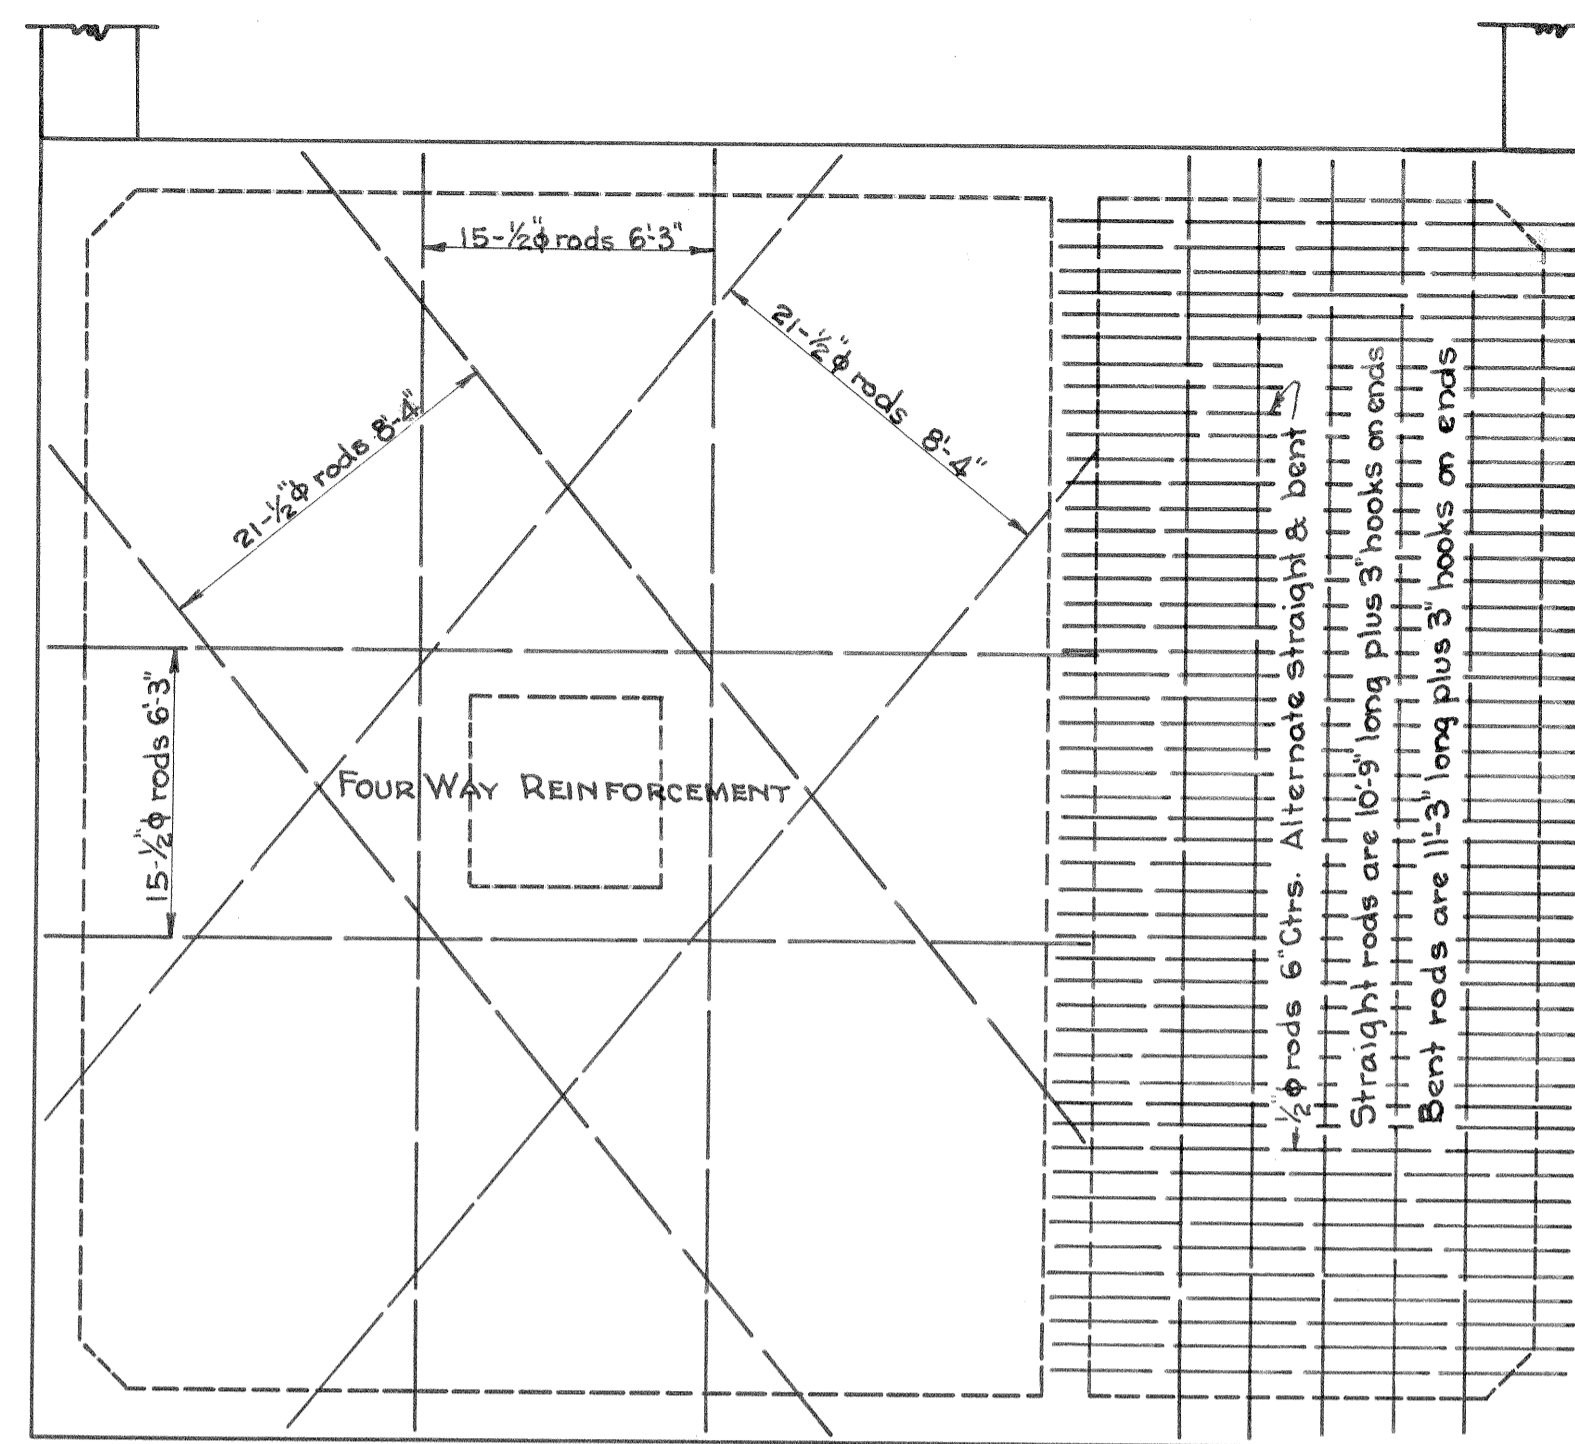 15-½"ϕ rods 6'-3"
21-½"ϕ rods 8'-4"
21-½"ϕ rods 8'-4"
15-½"ϕ rods 6'-3"
FOUR WAY REINFORCEMENT
½"ϕ rods 6" Ctrs. Alternate straight & bent
Straight rods are 10'-9" long plus 3" hooks on ends
Bent rods are 11'-3" long plus 3" hooks on ends